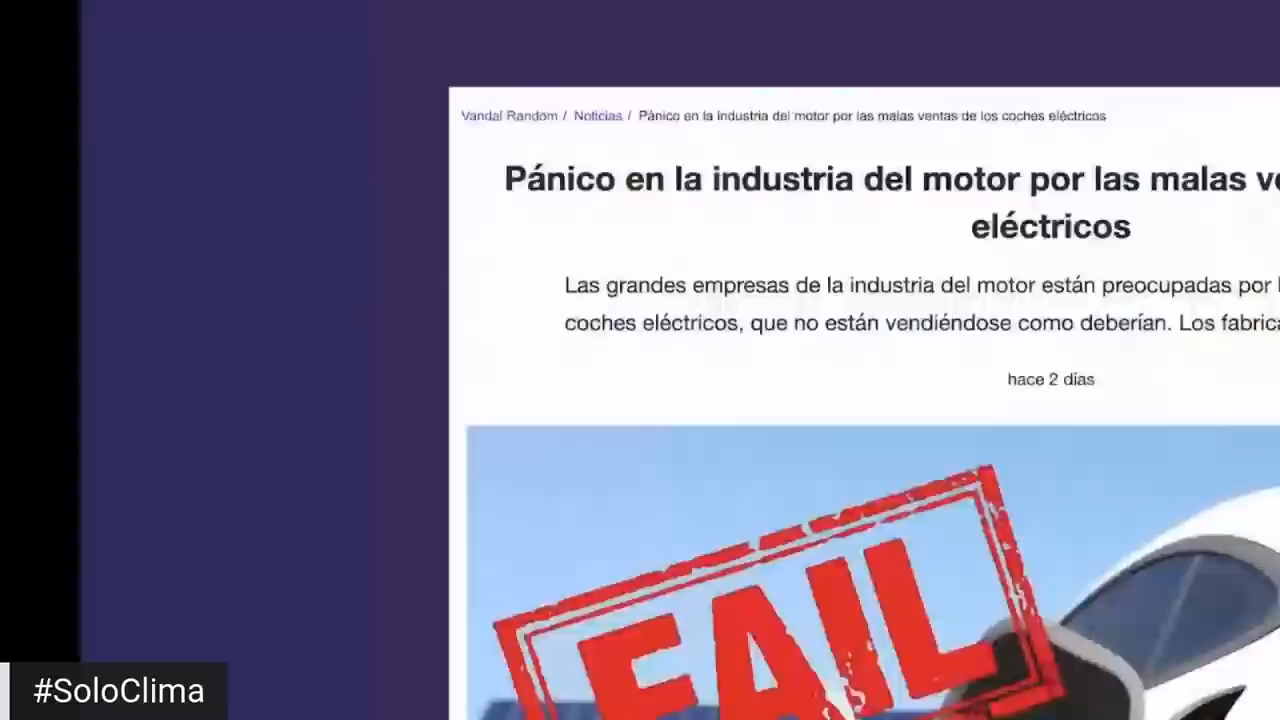 Vandal Random / Noticias / Pánico en la industria del motor por las malas ventas de los coches eléctricos
Pánico en la industria del motor por las malas
eléctricos
Las grandes empresas de la industria del motor están preocupadas por
coches eléctricos, que no están vendiéndose como deberían. Los
hace 2 días
FAIL
#SoloClima